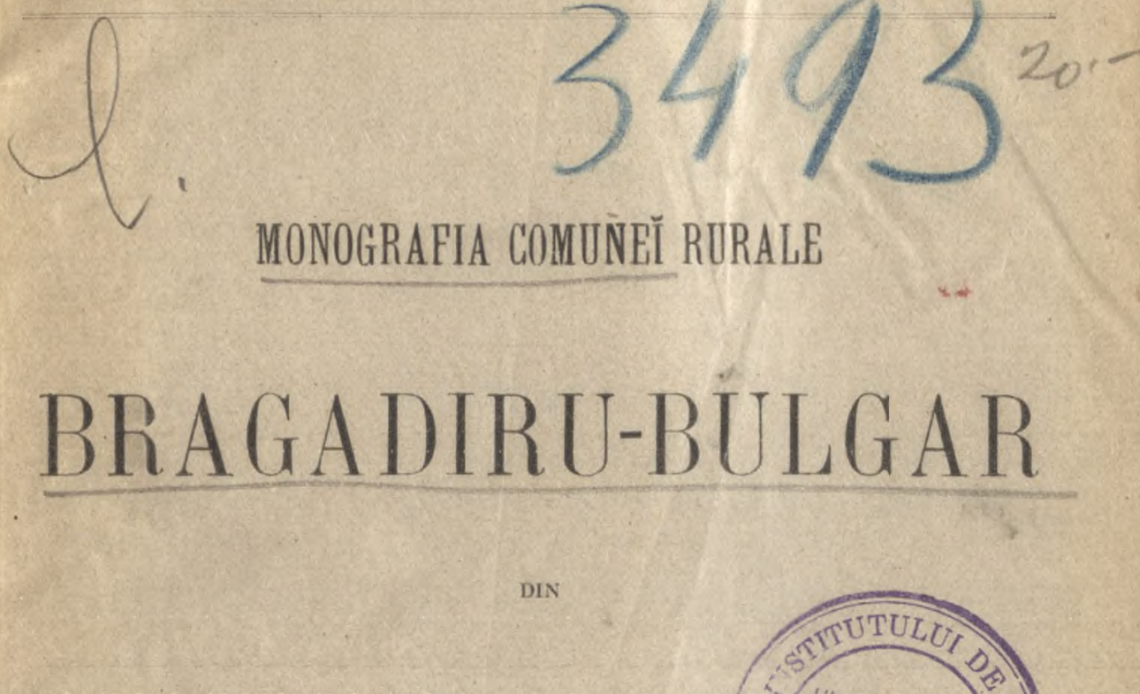 l.
3493
20.-
MONOGRAFIA COMUNEĬ RURALE
BRAGADIRU-BULGAR
DIN
INSTITUTULUI DE